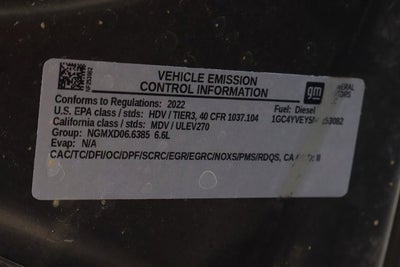 VEHICLE EMISSION
CONTROL INFORMATION
gm
Conforms to Regulations: 2022
Fuel: Diesel
U.S. EPA class / stds: HDV / TIER3, 40 CFR 1037.104
California class / stds: MDV / ULEV270
Group: NGMXD06.6385 6.6L
Evap: N/A
CAC/TC/DFI/OC/DPF/SCRC/EGR/EGRC/NOXS/PMS/RDQS, CA II